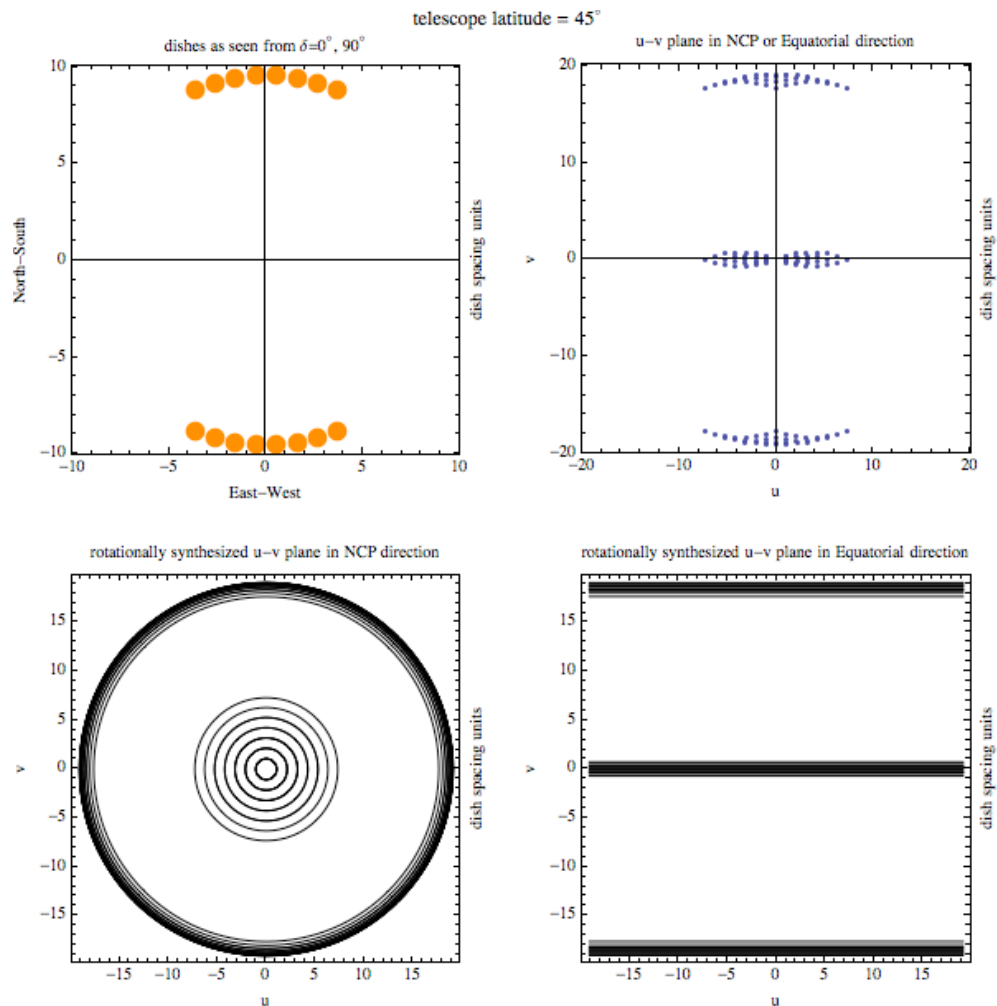 telescope latitude = 45°
dishes as seen from δ=0°, 90°
10
5
0
−5
−10
North−South
−10
−5
0
5
10
East−West
dish spacing units
u−v plane in NCP or Equatorial direction
20
10
0
−10
−20
v
−20
−10
0
10
20
u
dish spacing units
rotationally synthesized u−v plane in NCP direction
15
10
5
0
−5
−10
−15
v
−15
−10
−5
0
5
10
15
u
dish spacing units
rotationally synthesized u−v plane in Equatorial direction
15
10
5
0
−5
−10
−15
v
−15
−10
−5
0
5
10
15
u
dish spacing units